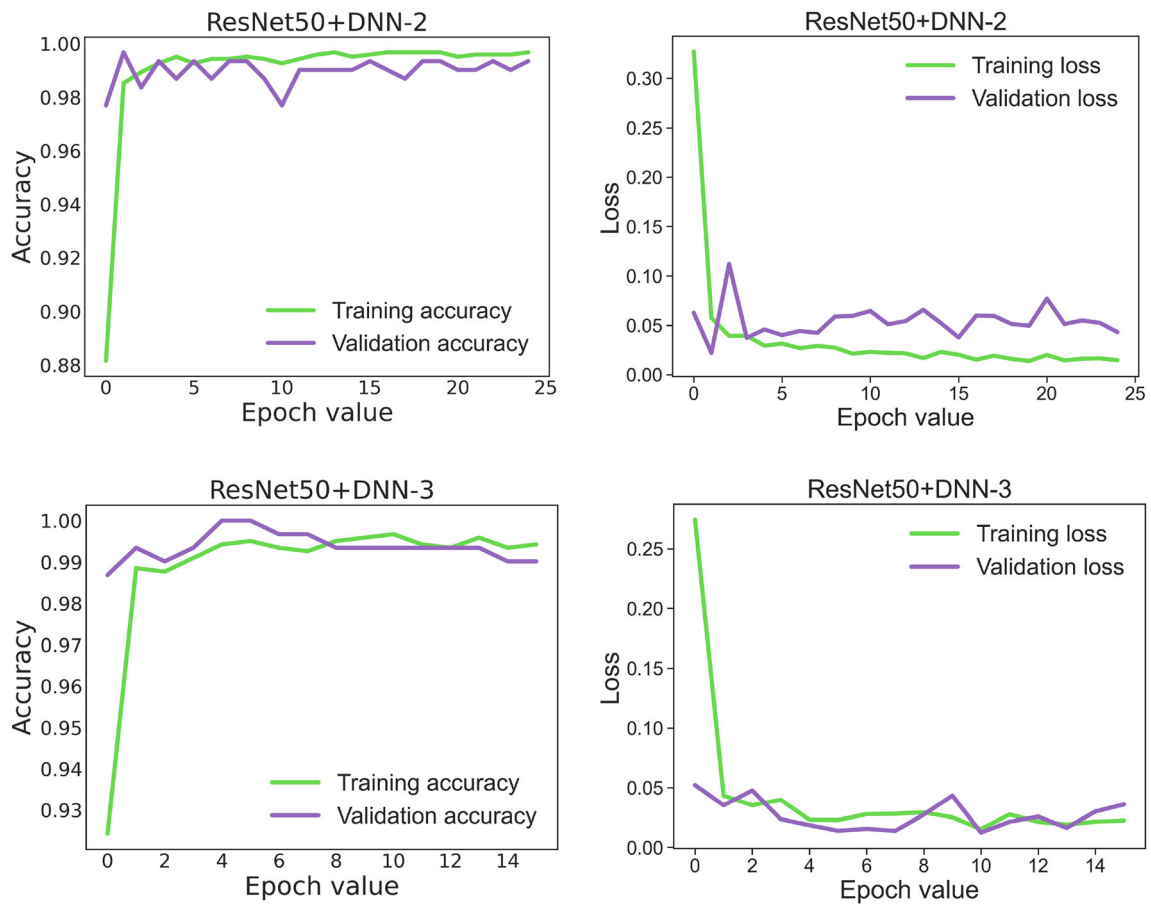 ResNet50+DNN-2
1.00
0.98
0.96
0.94
0.92
0.90
0.88
Accuracy
Training accuracy
Validation accuracy
0 5 10 15 20 25
Epoch value
ResNet50+DNN-2
0.30
0.25
0.20
0.15
0.10
0.05
0.00
Loss
Training loss
Validation loss
0 5 10 15 20 25
Epoch value
ResNet50+DNN-3
1.00
0.99
0.98
0.97
0.96
0.95
0.94
0.93
Accuracy
Training accuracy
Validation accuracy
0 2 4 6 8 10 12 14
Epoch value
ResNet50+DNN-3
0.25
0.20
0.15
0.10
0.05
0.00
Loss
Training loss
Validation loss
0 2 4 6 8 10 12 14
Epoch value